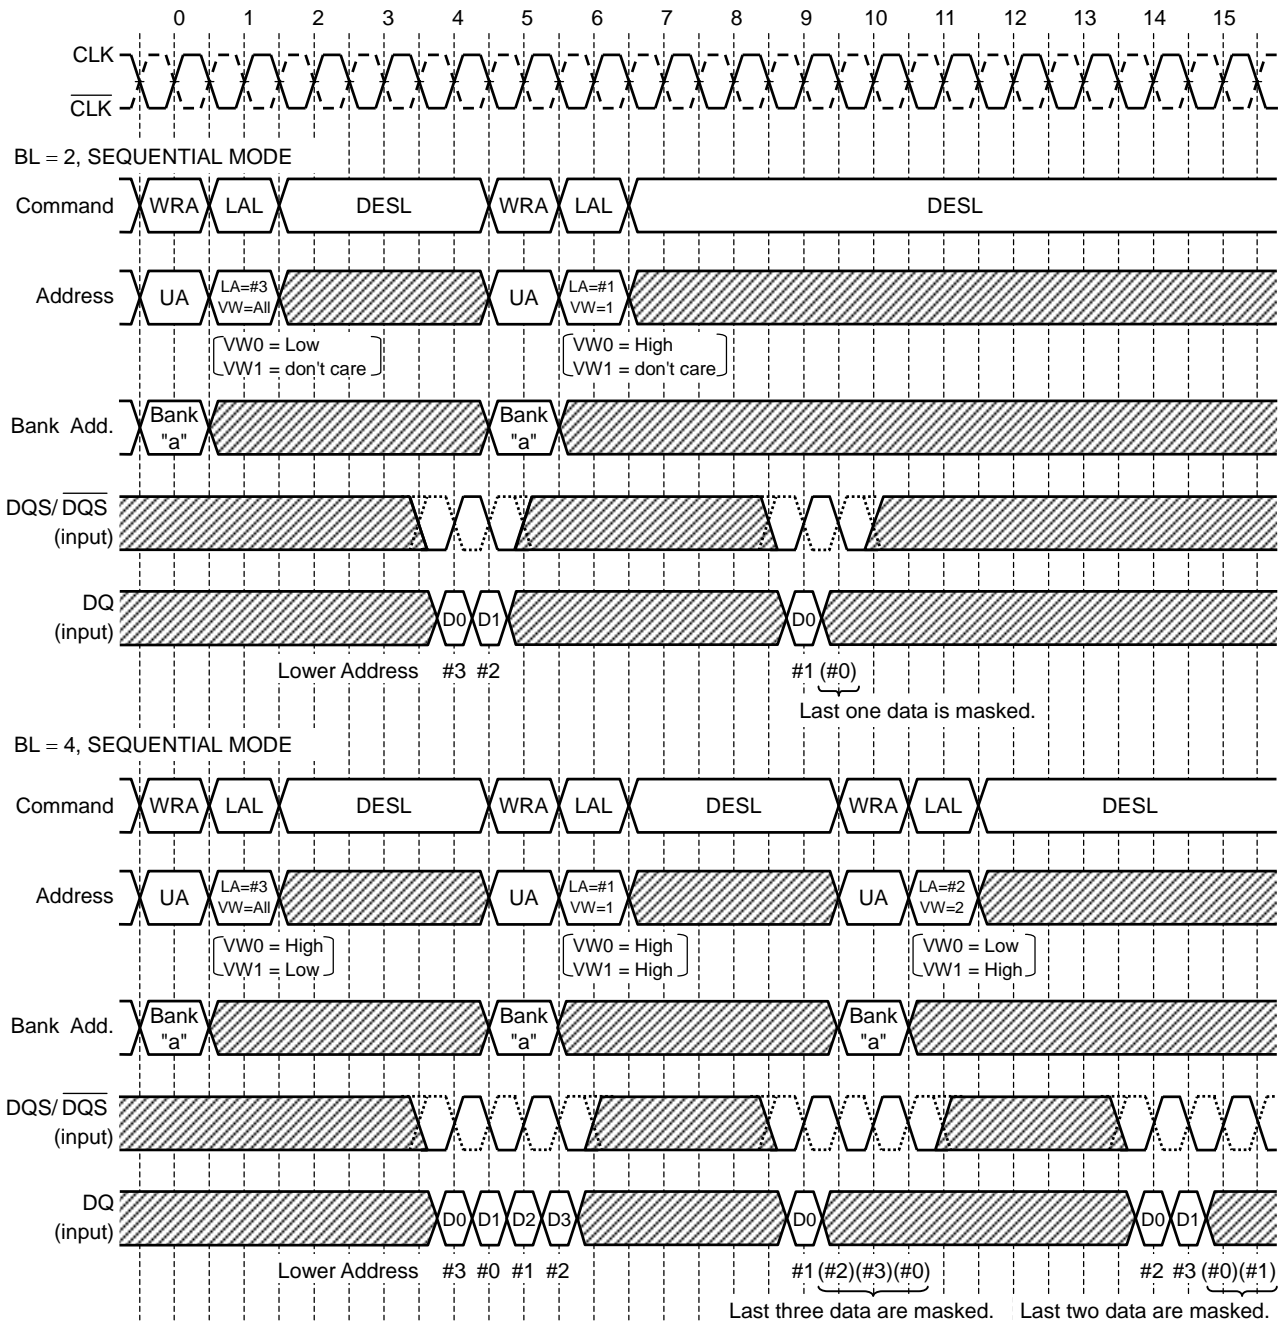 0 1 2 3 4 5 6 7 8 9 10 11 12 13 14 15
CLK
CLK
BL = 2, SEQUENTIAL MODE
Command WRA LAL DESL WRA LAL DESL
Address UA LA=#3 UA LA=#1
VW=All VW=1
VW0 = Low VW0 = High
VW1 = don't care VW1 = don't care
Bank Add. Bank Bank
"a" "a"
DQS/DQS
(input)
DQ
(input) D0 D1 D0
Lower Address #3 #2 #1 (#0)
Last one data is masked.
BL = 4, SEQUENTIAL MODE
Command WRA LAL DESL WRA LAL DESL WRA LAL DESL
Address UA LA=#3 UA LA=#1 UA LA=#2
VW=All VW=1 VW=2
VW0 = High VW0 = High VW0 = Low
VW1 = Low VW1 = High VW1 = High
Bank Add. Bank Bank Bank
"a" "a" "a"
DQS/DQS
(input)
DQ
(input) D0 D1 D2 D3 D0 D0 D1
Lower Address #3 #0 #1 #2 #1 (#2)(#3)(#0) #2 #3 (#0)(#1)
Last three data are masked. Last two data are masked.